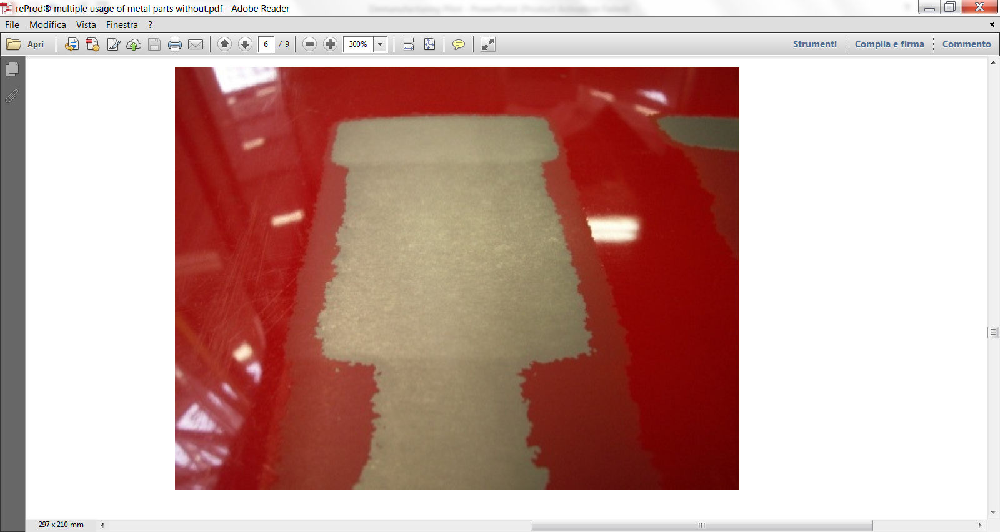 reProd® multiple usage of metal parts without.pdf - Adobe Reader
File Modifica Vista Finestra ?
Apri 6 / 9 300% Strumenti Compila e firma Commento
297 x 210 mm